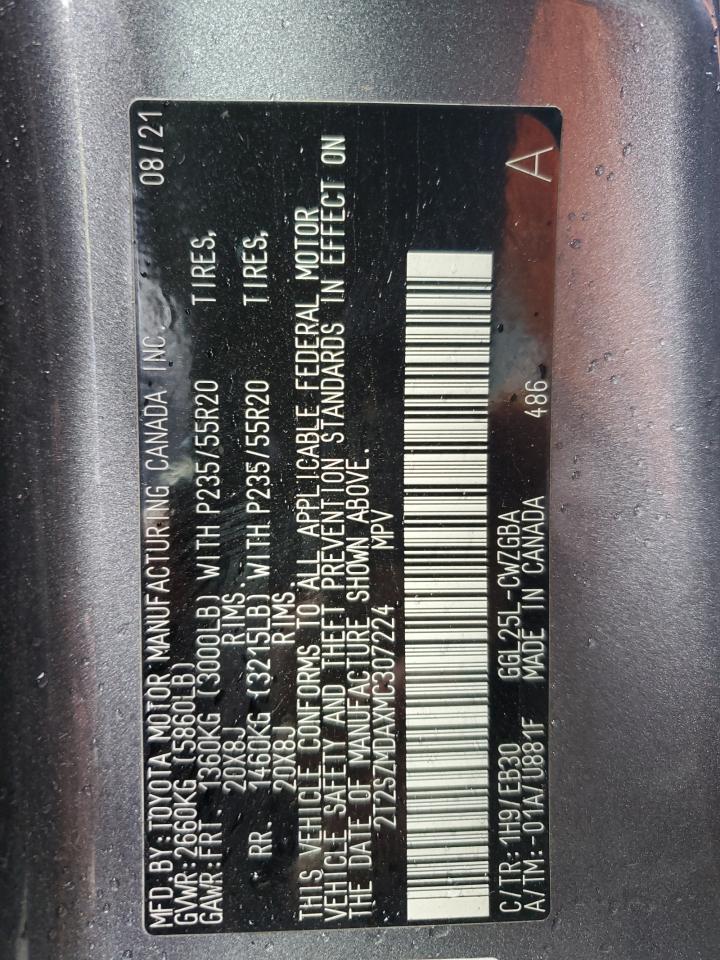 MFD.BY:TOYOTA MOTOR MANUFACTURING CANADA INC. 08/21
GVWR:2660KG (5860LB)
GAWR:FRT. 1360KG (3000LB) WITH P235/55R20 TIRES,
20X8J RIMS.
RR. 1460KG (3215LB) WITH P235/55R20 TIRES,
20X8J RIMS.
THIS VEHICLE CONFORMS TO ALL APPLICABLE FEDERAL MOTOR
VEHICLE SAFETY AND THEFT PREVENTION STANDARDS IN EFFECT ON
THE DATE OF MANUFACTURE SHOWN ABOVE.
2T2SZMDAXMC307224 MPV
C/TR:1H9/EB30 GGL25L-CWZGBA
A/TM:-01A/U881F MADE IN CANADA 486 A